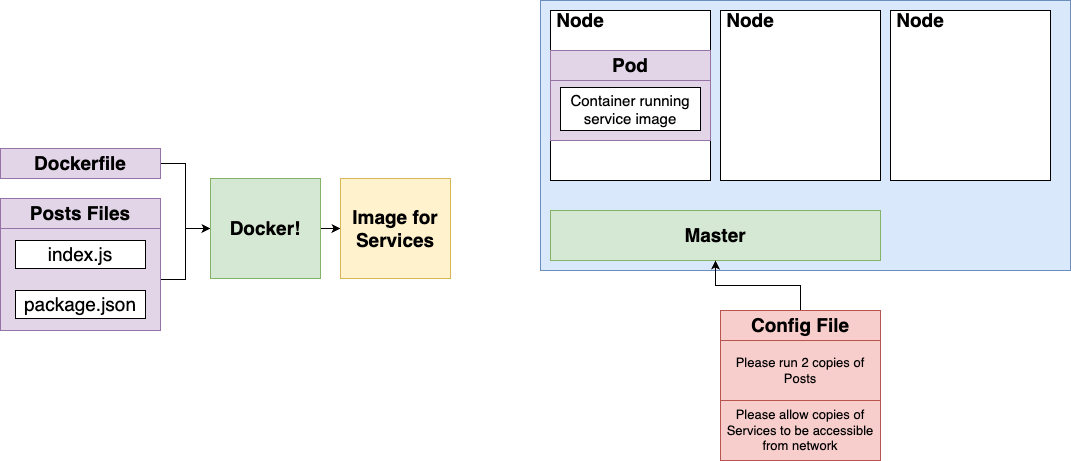 Dockerfile
Posts Files
index.js
package.json
Docker!
Image for
Services
Node
Node
Node
Pod
Container running
service image
Master
Config File
Please run 2 copies of
Posts
Please allow copies of
Services to be accessible
from network